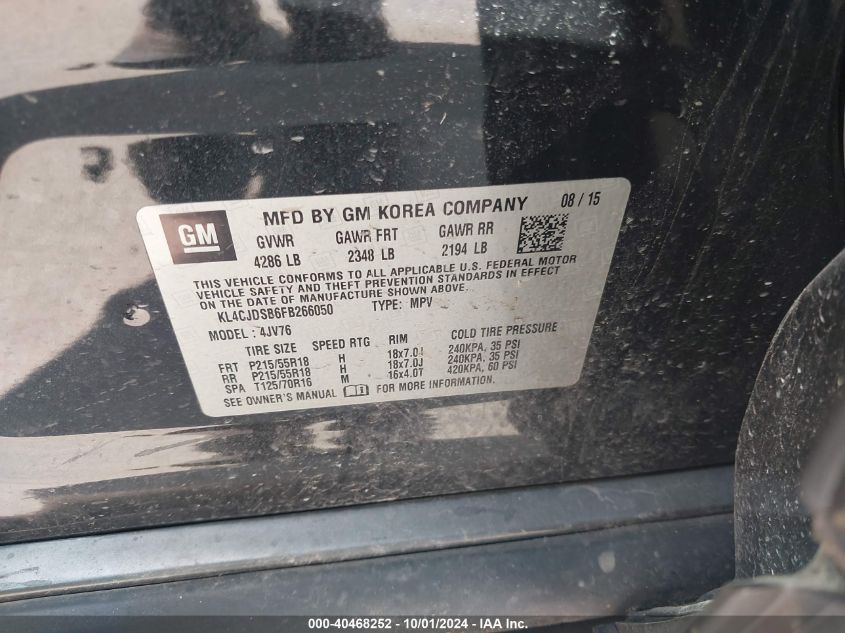 GM
MFD BY GM KOREA COMPANY 08 / 15
GVWR GAWR FRT GAWR RR
4286 LB 2348 LB 2194 LB
THIS VEHICLE CONFORMS TO ALL APPLICABLE U.S. FEDERAL MOTOR
VEHICLE SAFETY AND THEFT PREVENTION STANDARDS IN EFFECT
ON THE DATE OF MANUFACTURE SHOWN ABOVE.
KL4CJDSB6FB266050 TYPE: MPV
MODEL : 4JV76
TIRE SIZE SPEED RTG RIM COLD TIRE PRESSURE
FRT P215/55R18 H 18x7.0J 240KPA, 35 PSI
RR P215/55R18 H 18x7.0J 240KPA, 35 PSI
SPA T125/70R16 M 16x4.0T 420KPA, 60 PSI
SEE OWNER'S MANUAL FOR MORE INFORMATION.
000-40468252 - 10/01/2024 - IAA Inc.